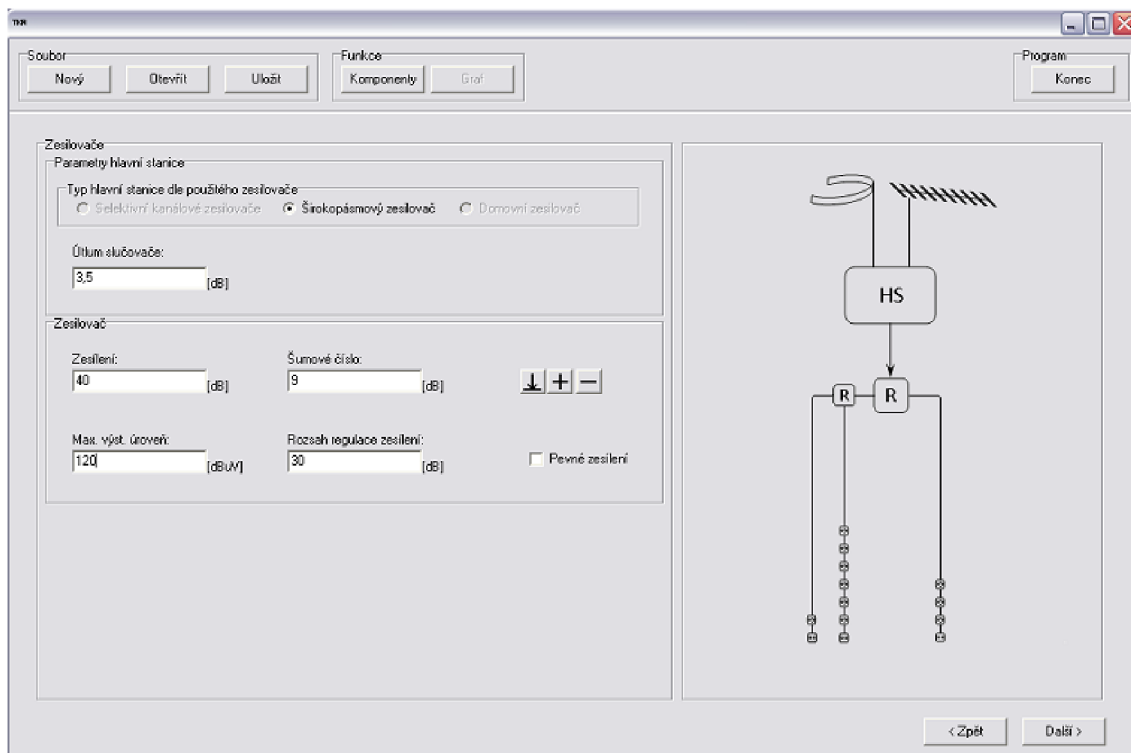 TKR
Soubor
Nový Otevřít Uložit
Funkce
Komponenty Graf
Program
Konec
Zesilovače
Parametry hlavní stanice
Typ hlavní stanice dle použitého zesilovače
Selektivní kanálové zesilovače Širokopásmový zesilovač Domovní zesilovač
Útlum slučovače:
3,5 [dB]
Zesilovač
Zesílení: Šumové číslo:
40 [dB] 9 [dB]
Max. výst. úroveň: Rozsah regulace zesílení:
120 [dBuV] 30 [dB] Pevné zesílení
HS
R R
< Zpět Další >